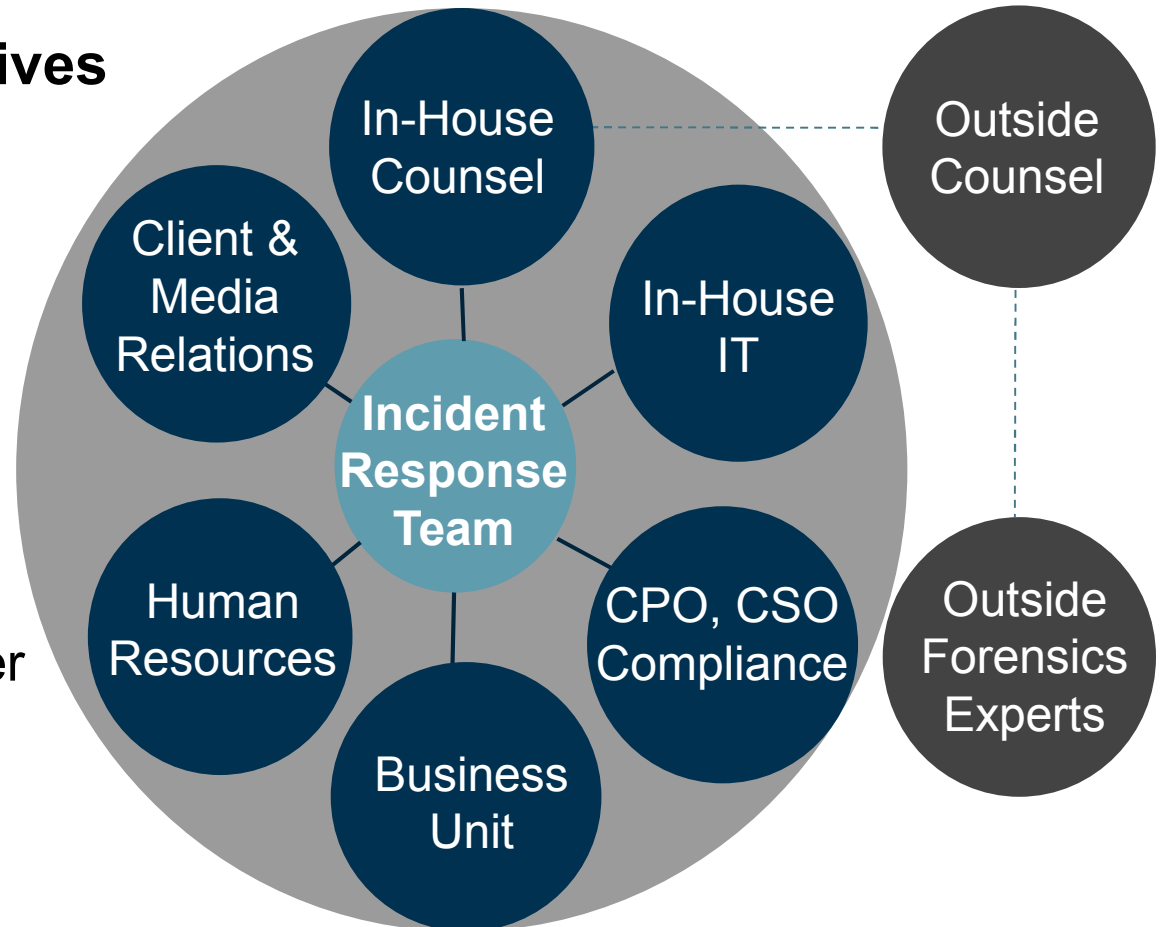 ives
In-House
Counsel
Outside
Counsel
Client &
Media
Relations
In-House
IT
Incident
Response
Team
Human
Resources
er
CPO, CSO
Compliance
Outside
Forensics
Experts
Business
Unit